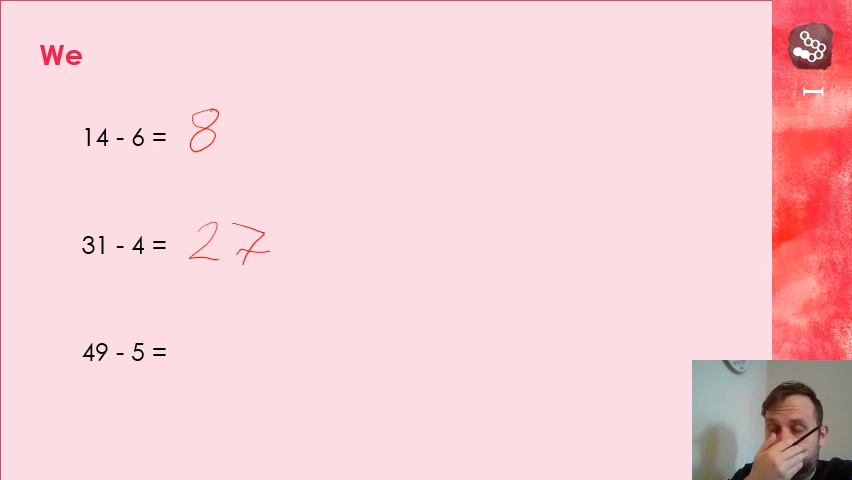 We
14 - 6 = 8
31 - 4 = 27
49 - 5 =